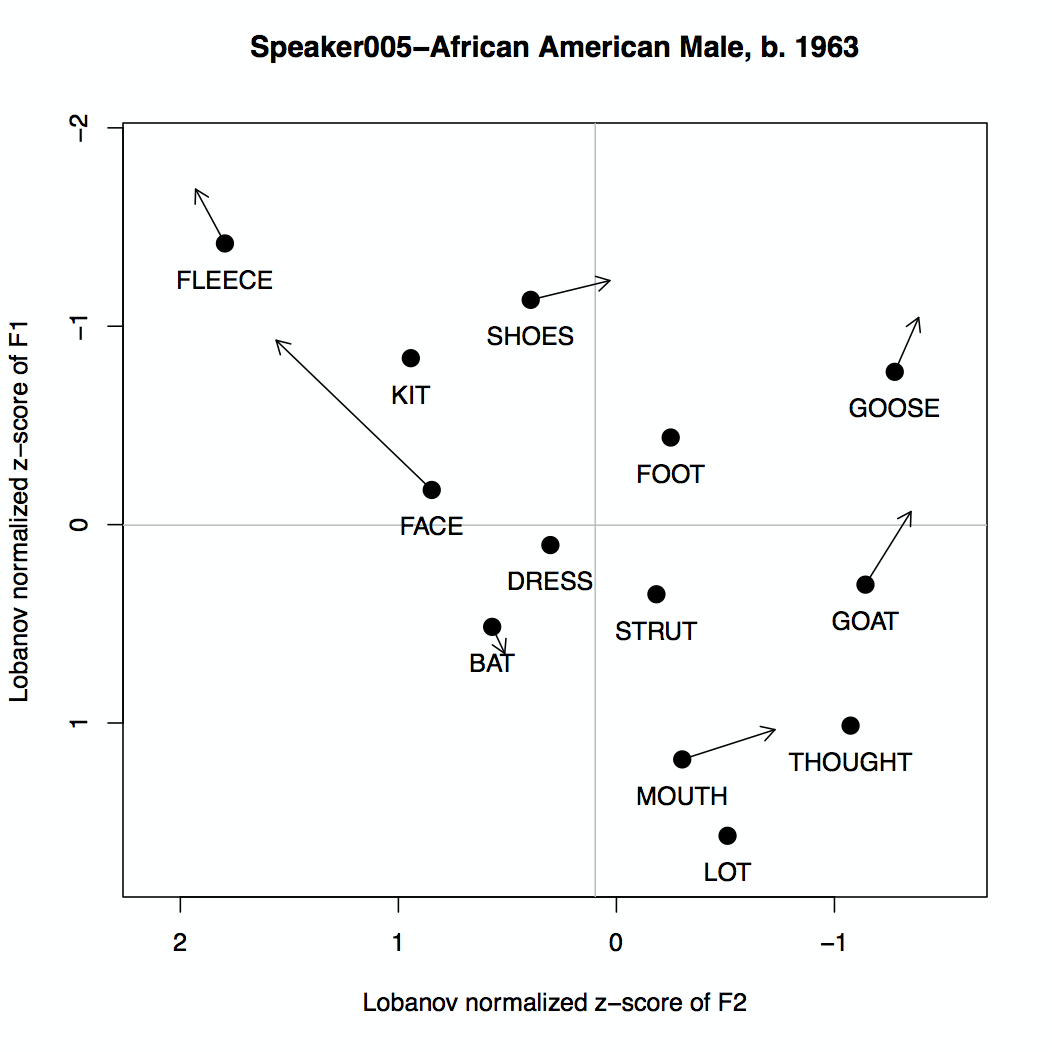 Speaker005−African American Male, b. 1963
−2
FLEECE
−1
SHOES
KIT
GOOSE
FOOT
0
FACE
DRESS
STRUT
GOAT
BAT
1
THOUGHT
MOUTH
LOT
Lobanov normalized z−score of F1
2 1 0 −1
Lobanov normalized z−score of F2